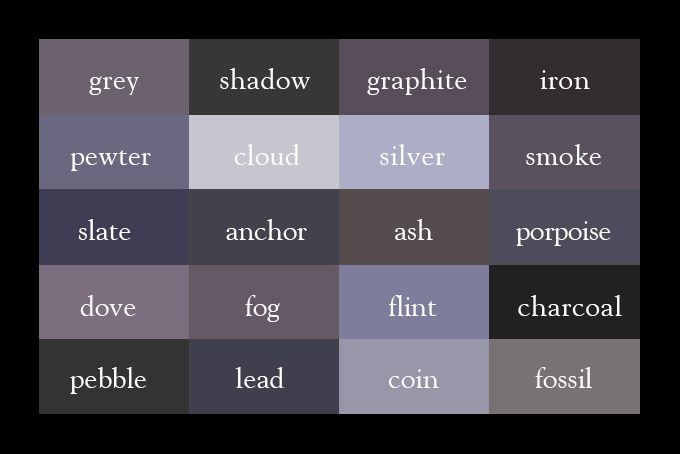 grey shadow graphite iron
pewter cloud silver smoke
slate anchor ash porpoise
dove fog flint charcoal
pebble lead coin fossil